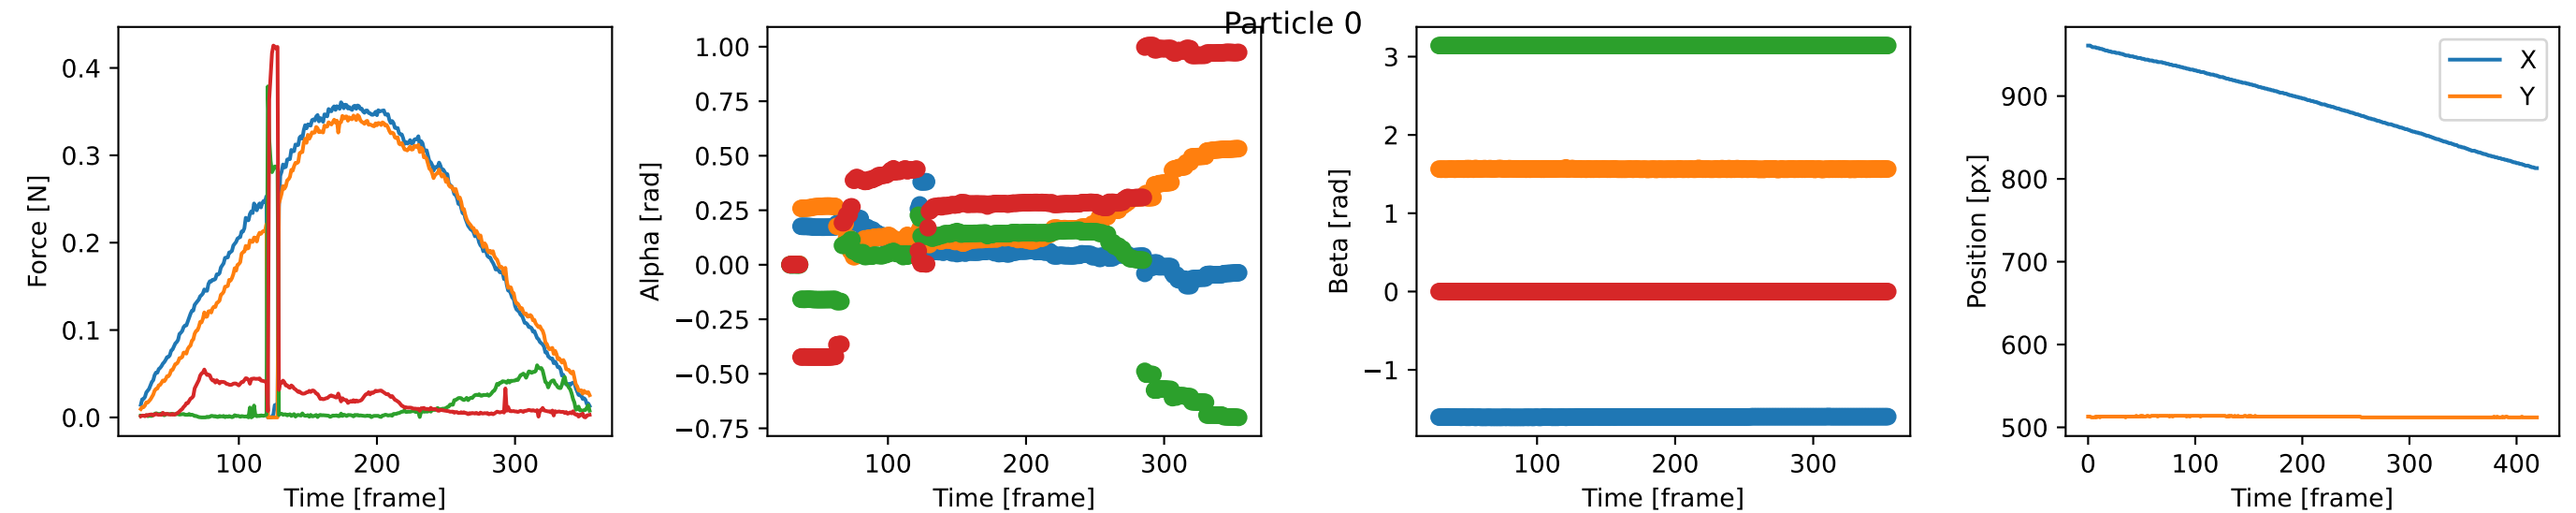 Particle 0
Force [N]
0.4
0.3
0.2
0.1
0.0
100 200 300
Time [frame]
Alpha [rad]
1.00
0.75
0.50
0.25
0.00
−0.25
−0.50
−0.75
100 200 300
Time [frame]
Beta [rad]
3
2
1
0
−1
100 200 300
Time [frame]
Position [px]
900
800
700
600
500
0 100 200 300 400
Time [frame]
X
Y